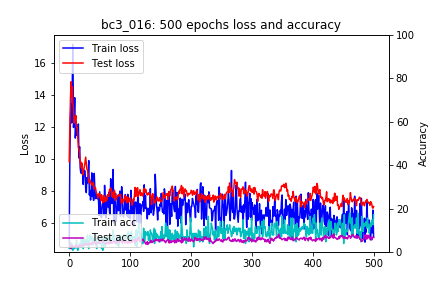 bc3_016: 500 epochs loss and accuracy
Train loss
Test loss
Train acc
Test acc
Loss
16
14
12
10
8
6
Accuracy
100
80
60
40
20
0
0
100
200
300
400
500